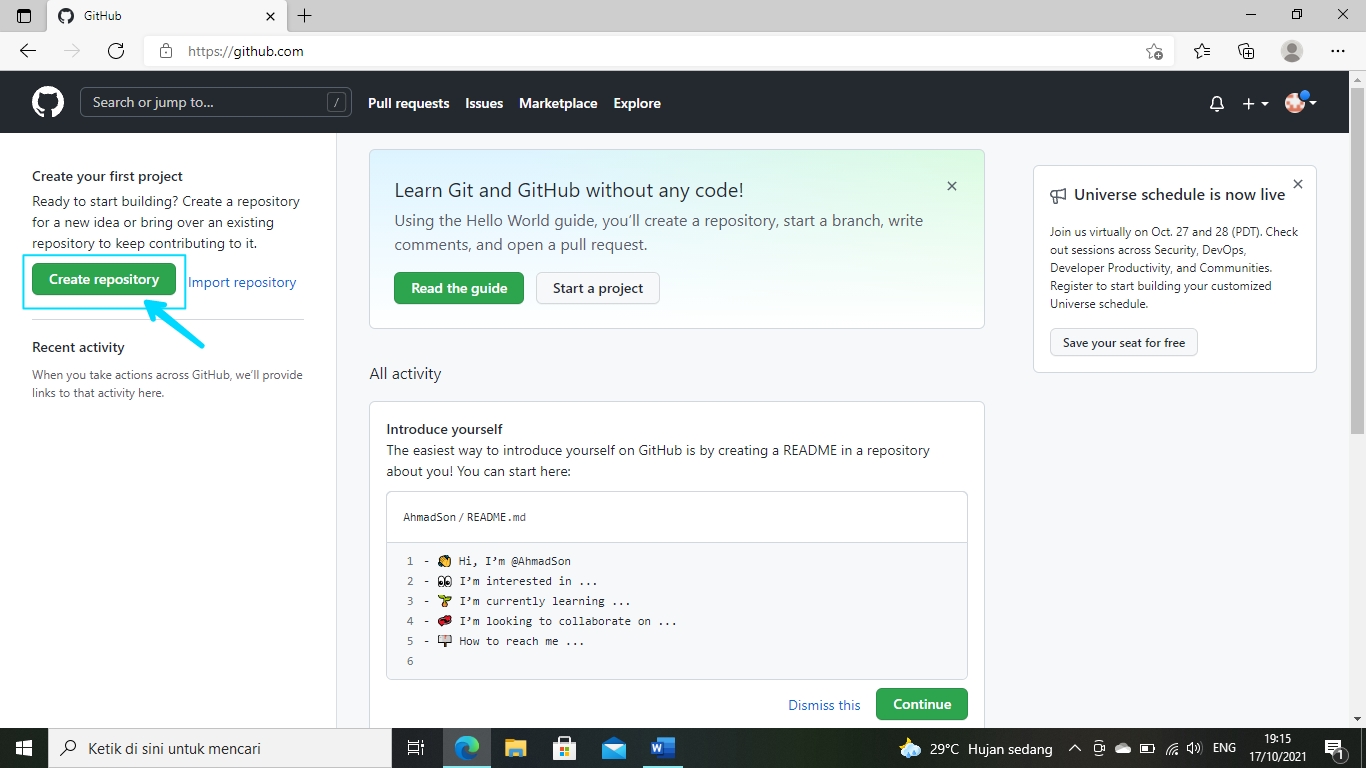 GitHub
https://github.com
Search or jump to... /
Pull requests Issues Marketplace Explore
Create your first project
Ready to start building? Create a repository
for a new idea or bring over an existing
repository to keep contributing to it.
Create repository Import repository
Recent activity
When you take actions across GitHub, we'll provide
links to that activity here.
Learn Git and GitHub without any code!
Using the Hello World guide, you'll create a repository, start a branch, write
comments, and open a pull request.
Read the guide Start a project
All activity
Introduce yourself
The easiest way to introduce yourself on GitHub is by creating a README in a repository
about you! You can start here:
AhmadSon / README.md
1 - 👋 Hi, I’m @AhmadSon
2 - 👀 I’m interested in ...
3 - 🌱 I’m currently learning ...
4 - 💞️ I’m looking to collaborate on ...
5 - 📫 How to reach me ...
6
Dismiss this Continue
Universe schedule is now live
Join us virtually on Oct. 27 and 28 (PDT). Check
out sessions across Security, DevOps,
Developer Productivity, and Communities.
Register to start building your customized
Universe schedule.
Save your seat for free
Ketik di sini untuk mencari
29°C Hujan sedang
ENG
19:15
17/10/2021
1